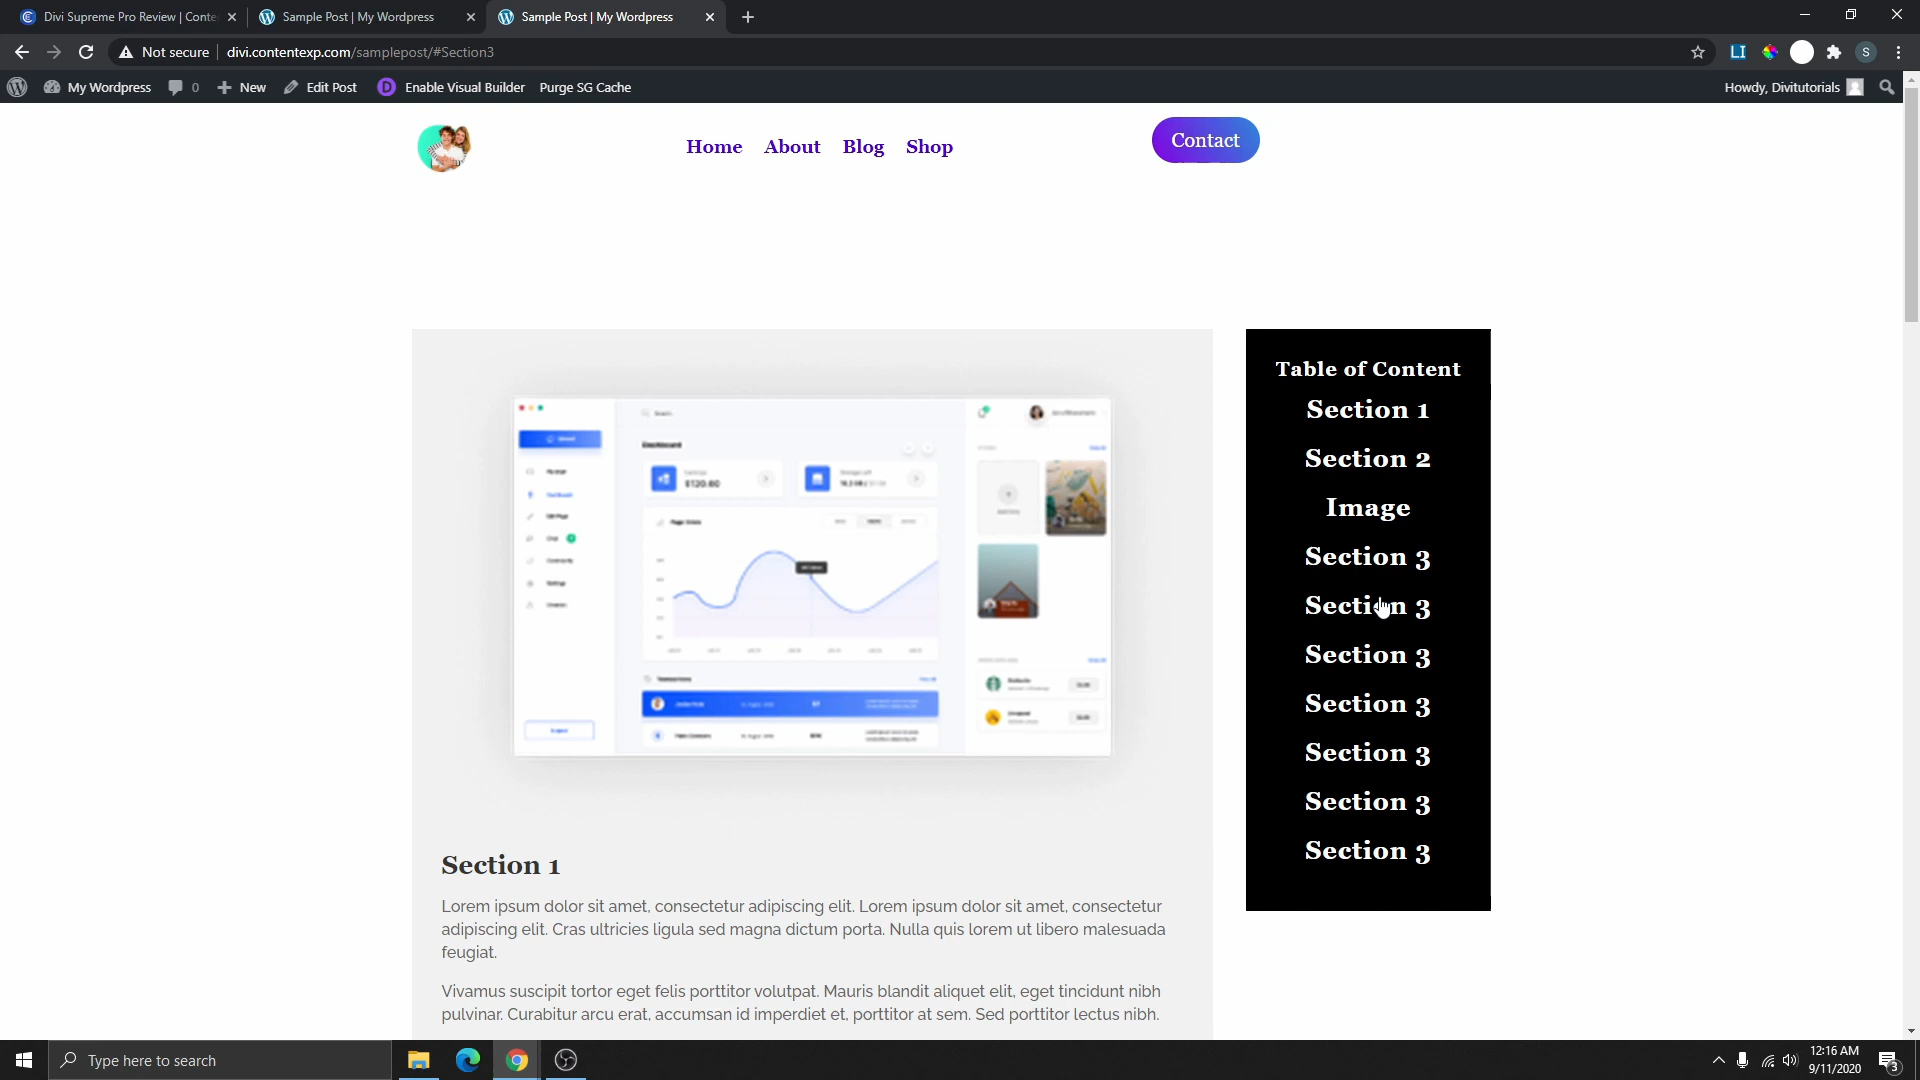 Divi Supreme Pro Review | Conte
Sample Post | My Wordpress
Sample Post | My Wordpress
Not secure
divi.contentexp.com/samplepost/#Section3
LI
S
My Wordpress
0
New
Edit Post
D
Enable Visual Builder
Purge SG Cache
Howdy, Divitutorials
Home
About
Blog
Shop
Contact
Dashboard
$120.60
Table of Content
Section 1
Section 2
Image
Section 3
Section 3
Section 3
Section 3
Section 3
Section 3
Section 3
Section 1
Lorem ipsum dolor sit amet, consectetur adipiscing elit. Lorem ipsum dolor sit amet, consectetur
adipiscing elit. Cras ultricies ligula sed magna dictum porta. Nulla quis lorem ut libero malesuada
feugiat.
Vivamus suscipit tortor eget felis porttitor volutpat. Mauris blandit aliquet elit, eget tincidunt nibh
pulvinar. Curabitur arcu erat, accumsan id imperdiet et, porttitor at sem. Sed porttitor lectus nibh.
Type here to search
12:16 AM
9/11/2020
3